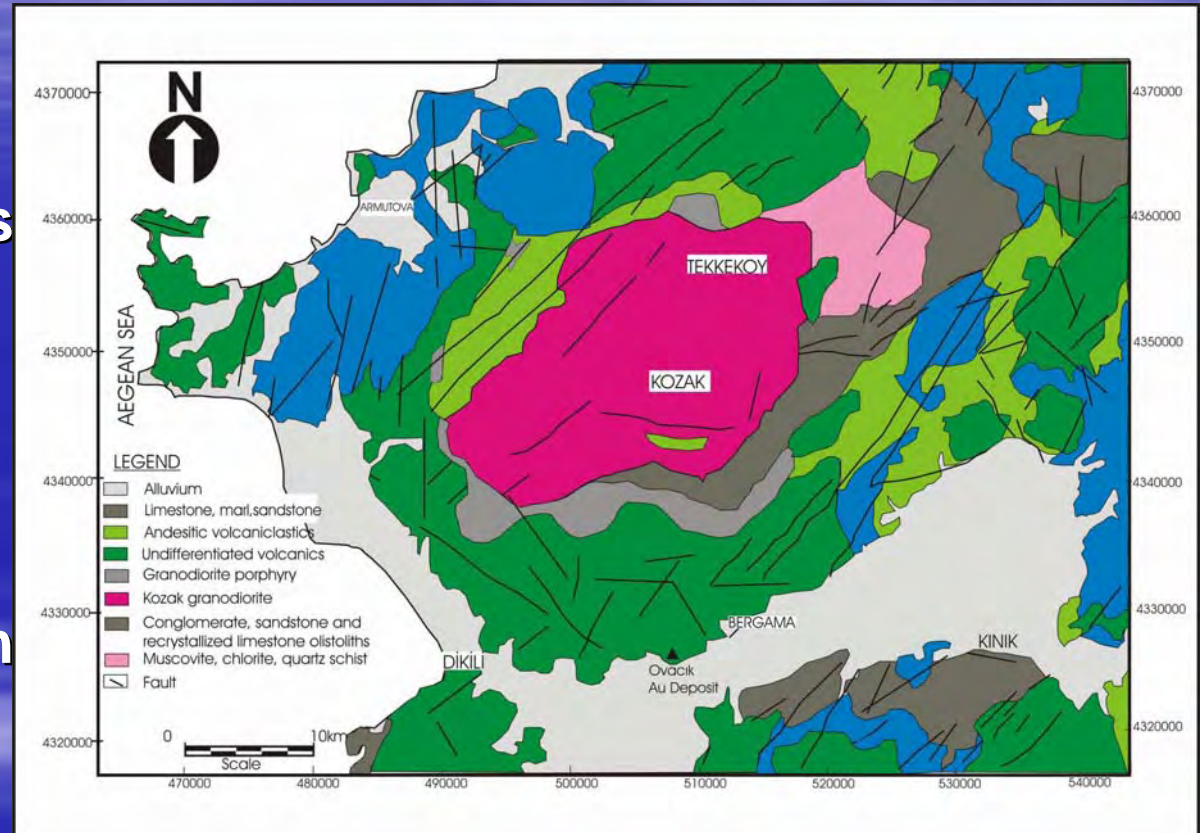 N
4370000
4370000
s
ARMUTOVA
4360000
4360000
TEKKEKOY
AEGEAN SEA
4350000
4350000
KOZAK
LEGEND
Alluvium
Limestone, marl,sandstone
Andesitic volcaniclastics
Undifferentiated volcanics
Granodiorite porphyry
Kozak granodiorite
Conglomerate, sandstone and
recrystallized limestone olistoliths
Muscovite, chlorite, quartz schist
Fault
4340000
4340000
4330000
4330000
BERGAMA
KINIK
DİKİLİ
Ovacık
Au Deposit
0
10km
Scale
4320000
4320000
470000
480000
490000
500000
510000
520000
530000
540000